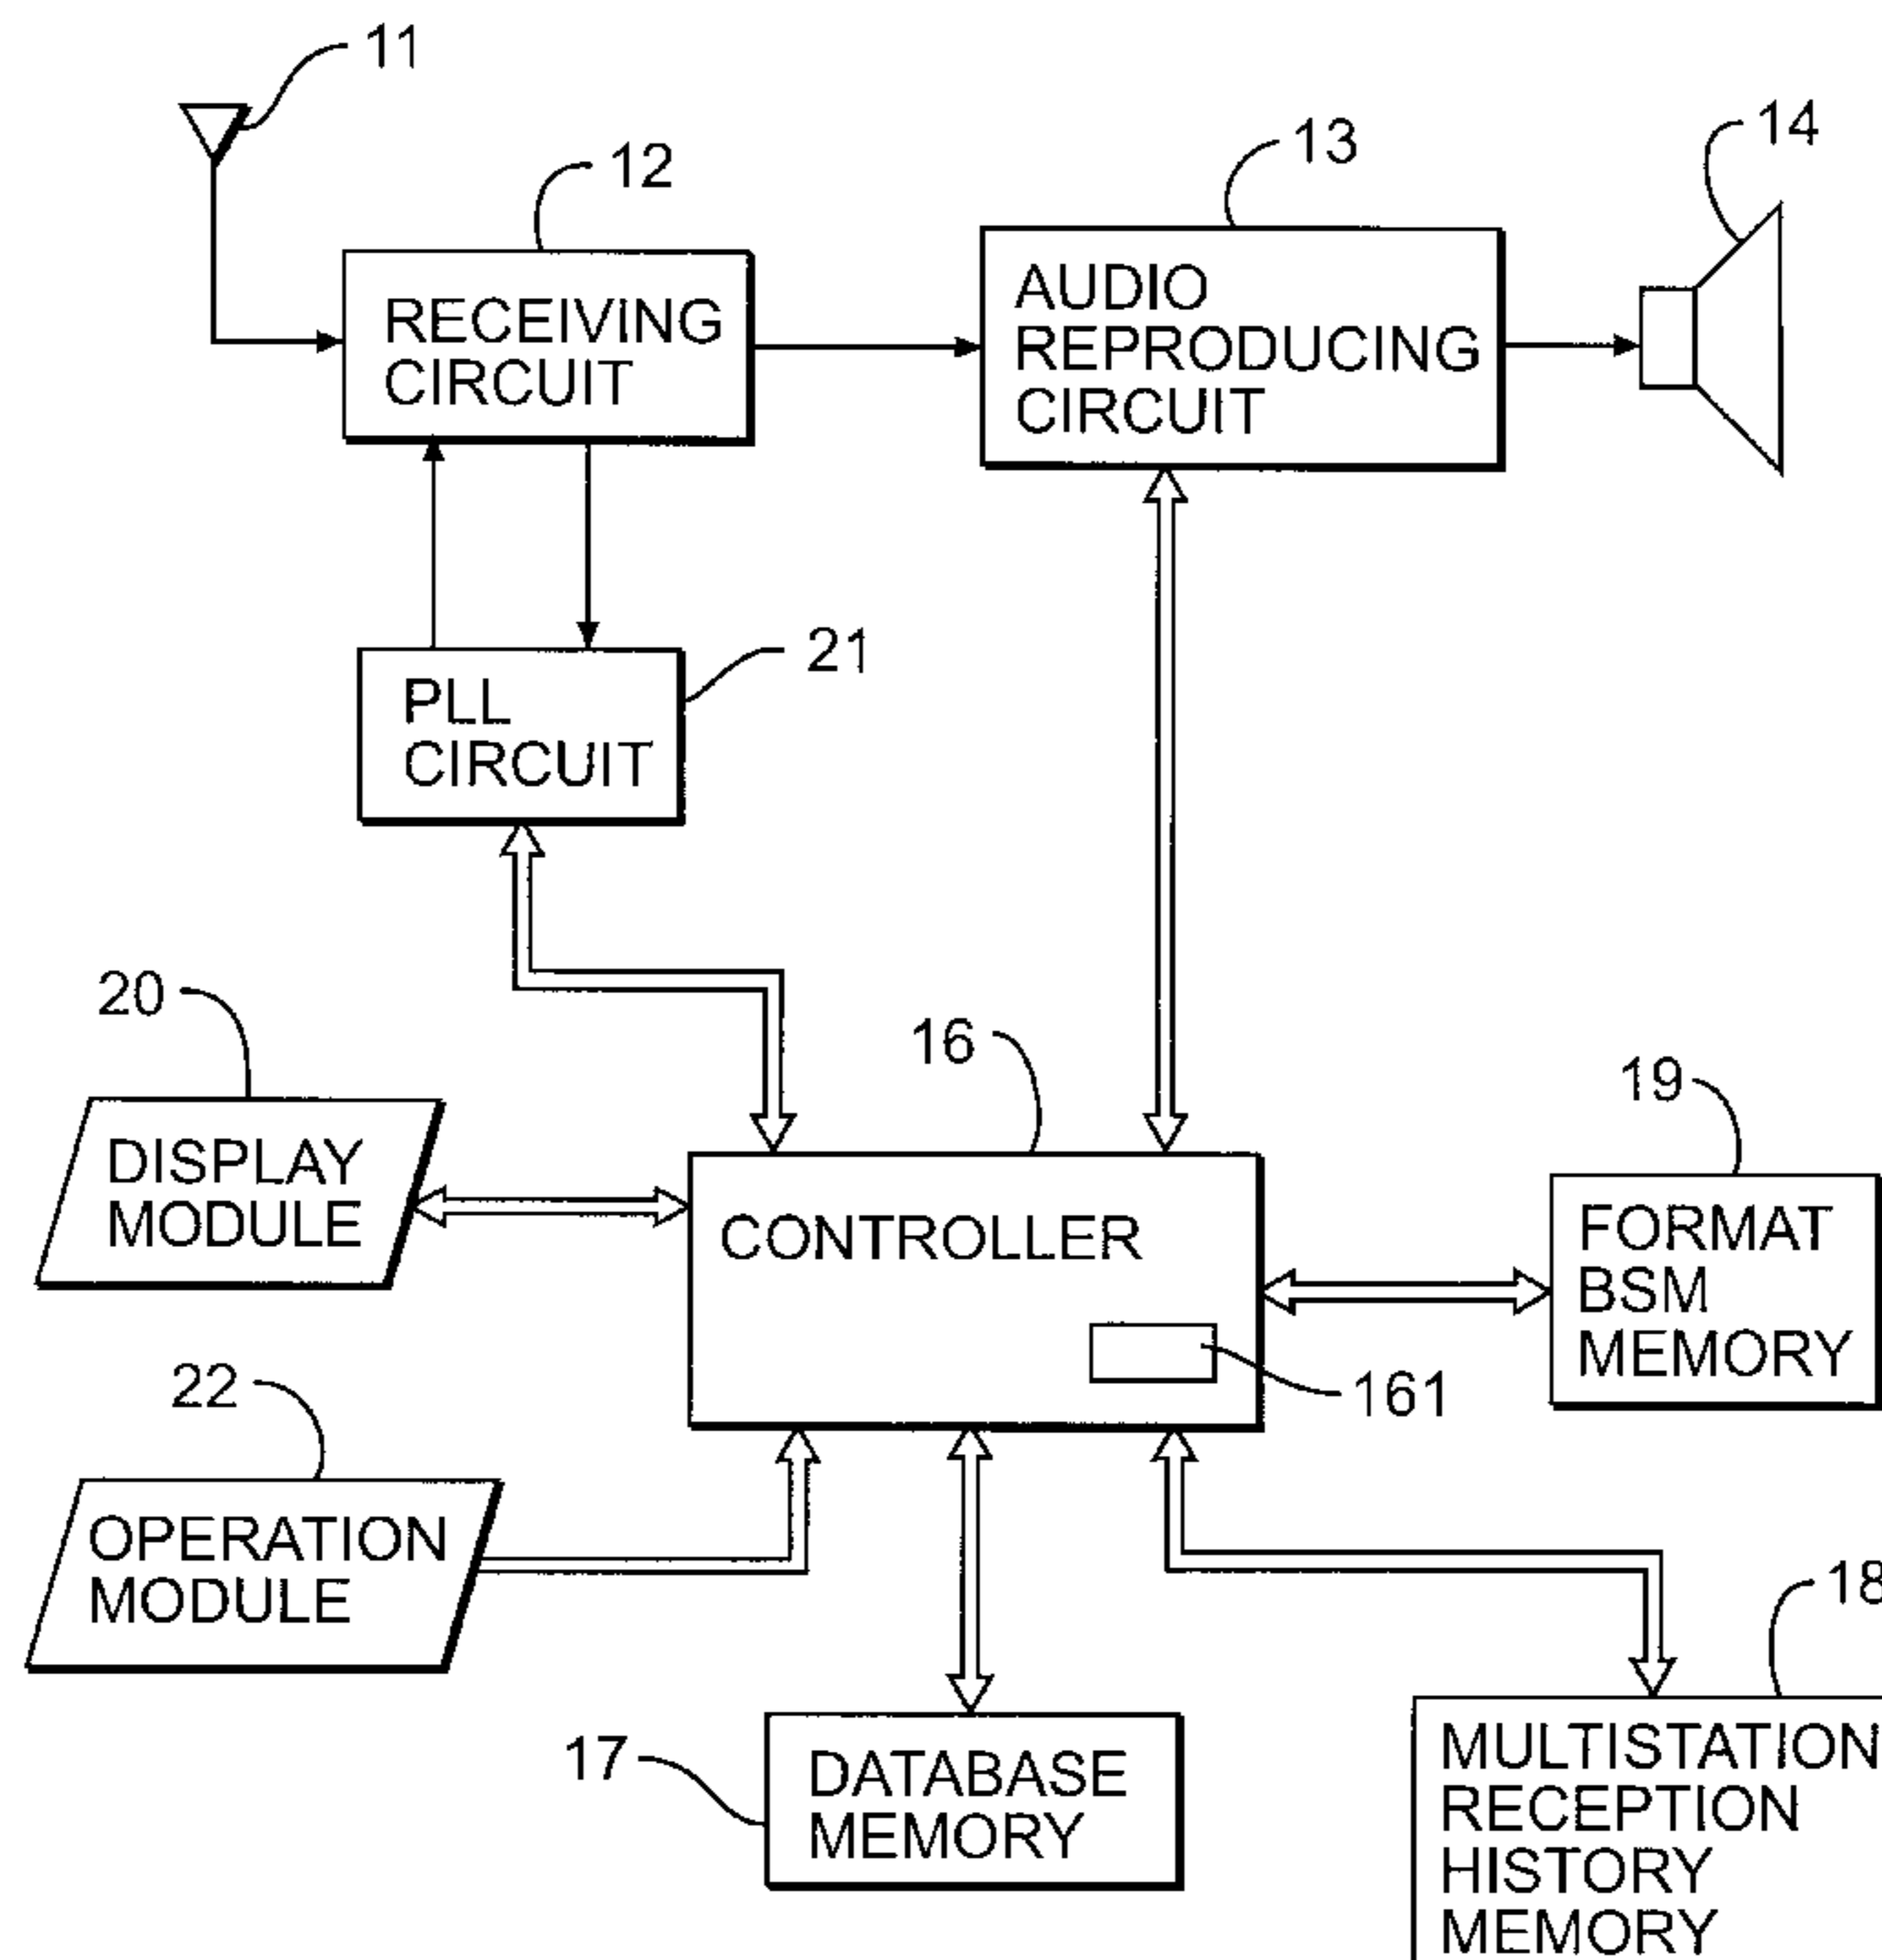 11
12
13
14
RECEIVING
CIRCUIT
AUDIO
REPRODUCING
CIRCUIT
21
PLL
CIRCUIT
20
16
19
DISPLAY
MODULE
CONTROLLER
FORMAT
BSM
MEMORY
161
22
OPERATION
MODULE
18
17
DATABASE
MEMORY
MULTISTATION
RECEPTION
HISTORY
MEMORY